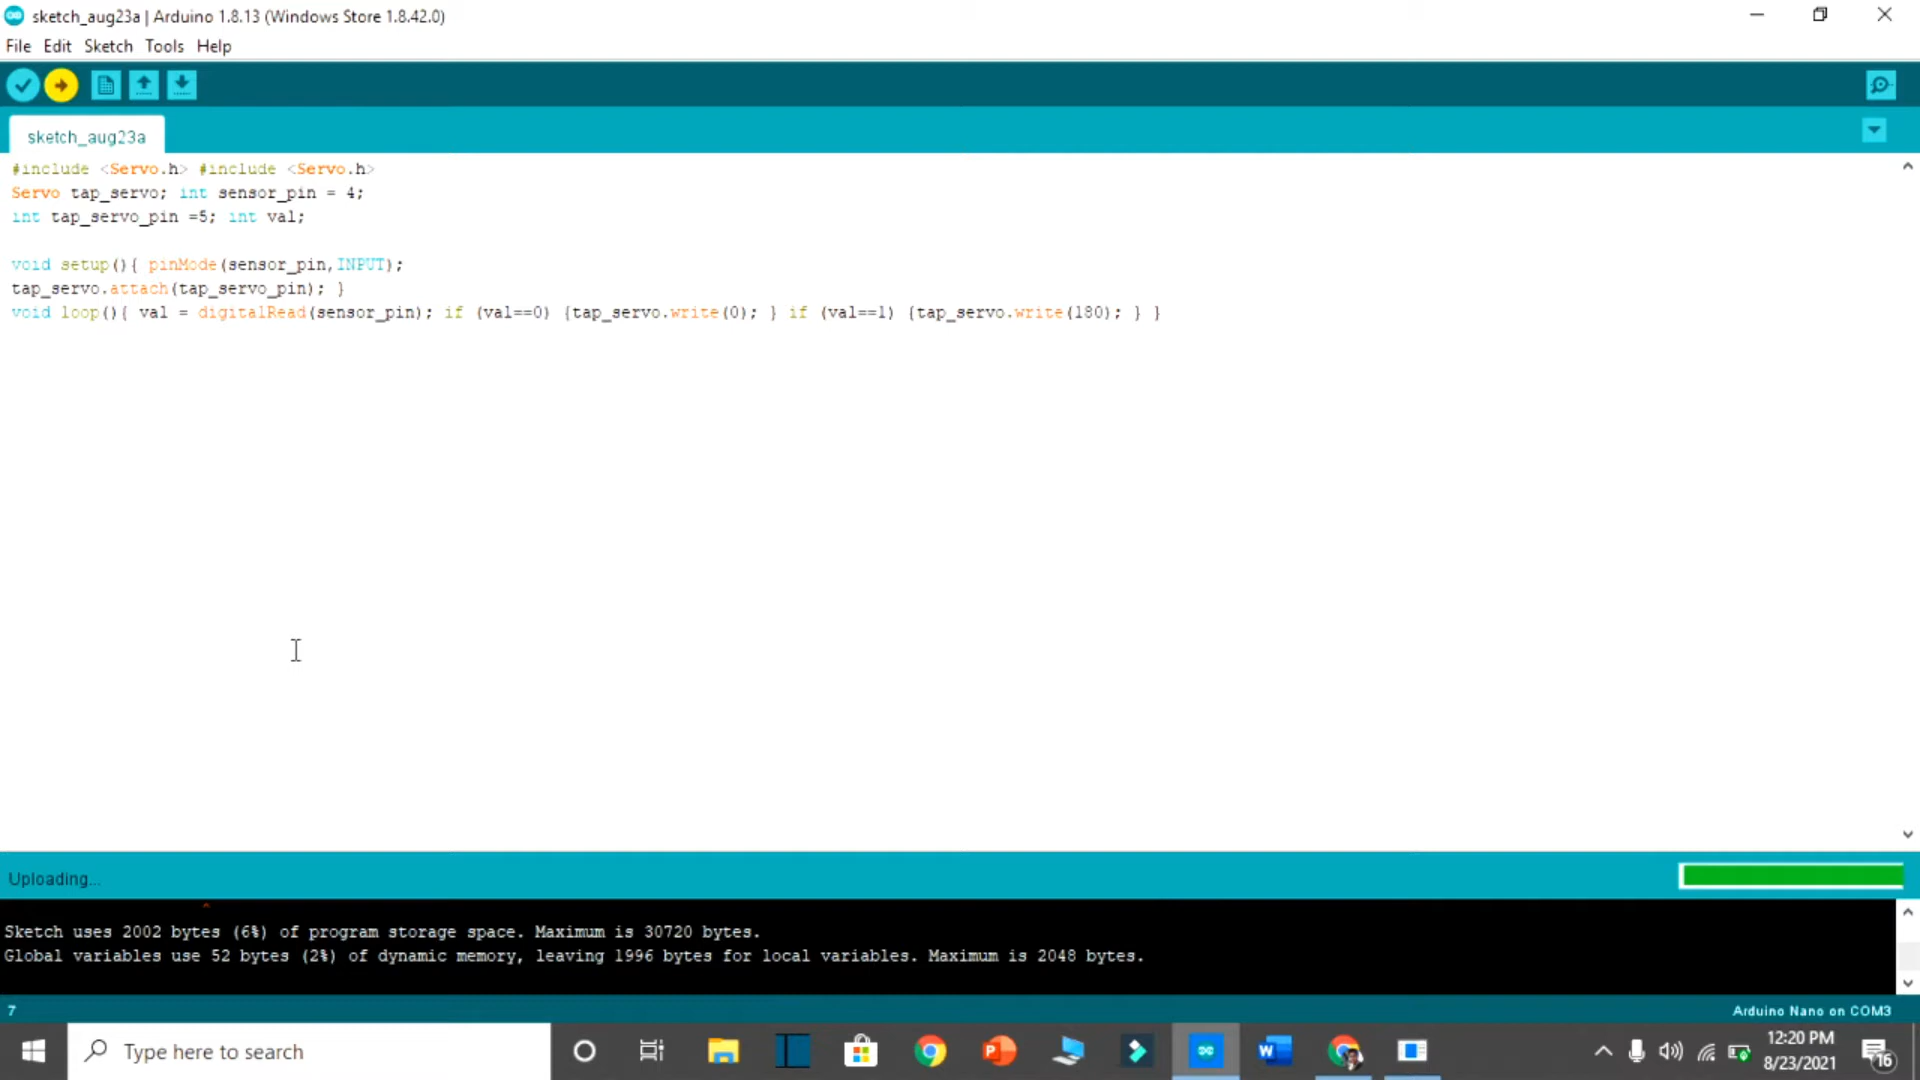 sketch_aug23a | Arduino 1.8.13 (Windows Store 1.8.42.0)
File Edit Sketch Tools Help
sketch_aug23a
#include <Servo.h> #include <Servo.h>
Servo tap_servo; int sensor_pin = 4;
int tap_servo_pin =5; int val;
void setup(){ pinMode(sensor_pin,INPUT);
tap_servo.attach(tap_servo_pin); }
void loop(){ val = digitalRead(sensor_pin); if (val==0) {tap_servo.write(0); } if (val==1) {tap_servo.write(180); } }
Uploading...
Sketch uses 2002 bytes (6%) of program storage space. Maximum is 30720 bytes.
Global variables use 52 bytes (2%) of dynamic memory, leaving 1996 bytes for local variables. Maximum is 2048 bytes.
7
Arduino Nano on COM3
Type here to search
12:20 PM
8/23/2021
16